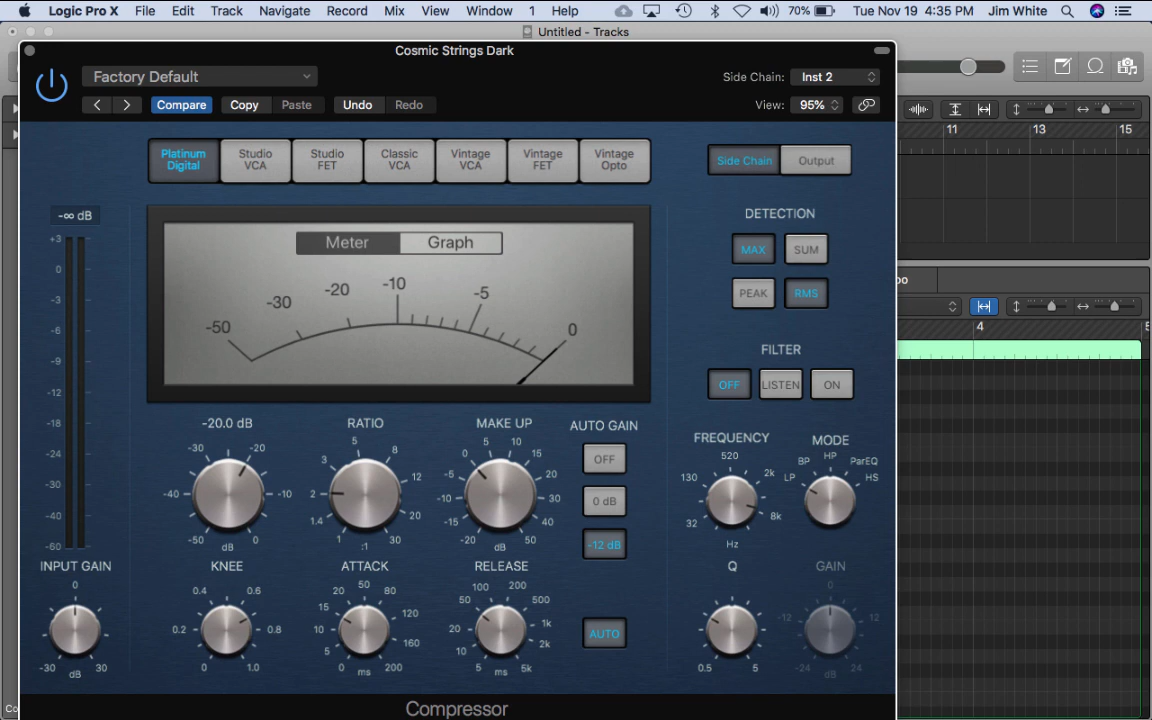 Logic Pro X File Edit Track Navigate Record Mix View Window 1 Help 70% Tue Nov 19 4:35 PM Jim White
Untitled - Tracks
Cosmic Strings Dark
Factory Default Side Chain: Inst 2
Compare Copy Paste Undo Redo View: 95%
11 13 15
Platinum Digital Studio VCA Studio FET Classic VCA Vintage VCA Vintage FET Vintage Opto Side Chain Output
-∞ dB DETECTION
Meter Graph
MAX SUM
PEAK RMS
-50 -30 -20 -10 -5 0
+3
0
-3
-6
-9
-12
-18
-24
-30
-40
-60
4
FILTER
OFF LISTEN ON
-20.0 dB RATIO MAKE UP AUTO GAIN
-50 -40 -30 -20 -10 0 dB
1 1.4 2 3 5 8 12 20 30 :1
-20 -15 -10 -5 0 5 10 15 20 30 40 50 dB
OFF
0 dB
-12 dB
FREQUENCY MODE
32 130 520 2k 8k Hz
LP BP HP ParEQ HS
INPUT GAIN KNEE ATTACK RELEASE Q GAIN
-30 0 30 dB
0 0.2 0.4 0.6 0.8 1.0
0 5 10 15 20 50 80 120 160 200 ms
5 10 20 50 100 200 500 1k 2k 5k ms
AUTO
0.5 5
-24 -12 0 12 24 dB
Compressor